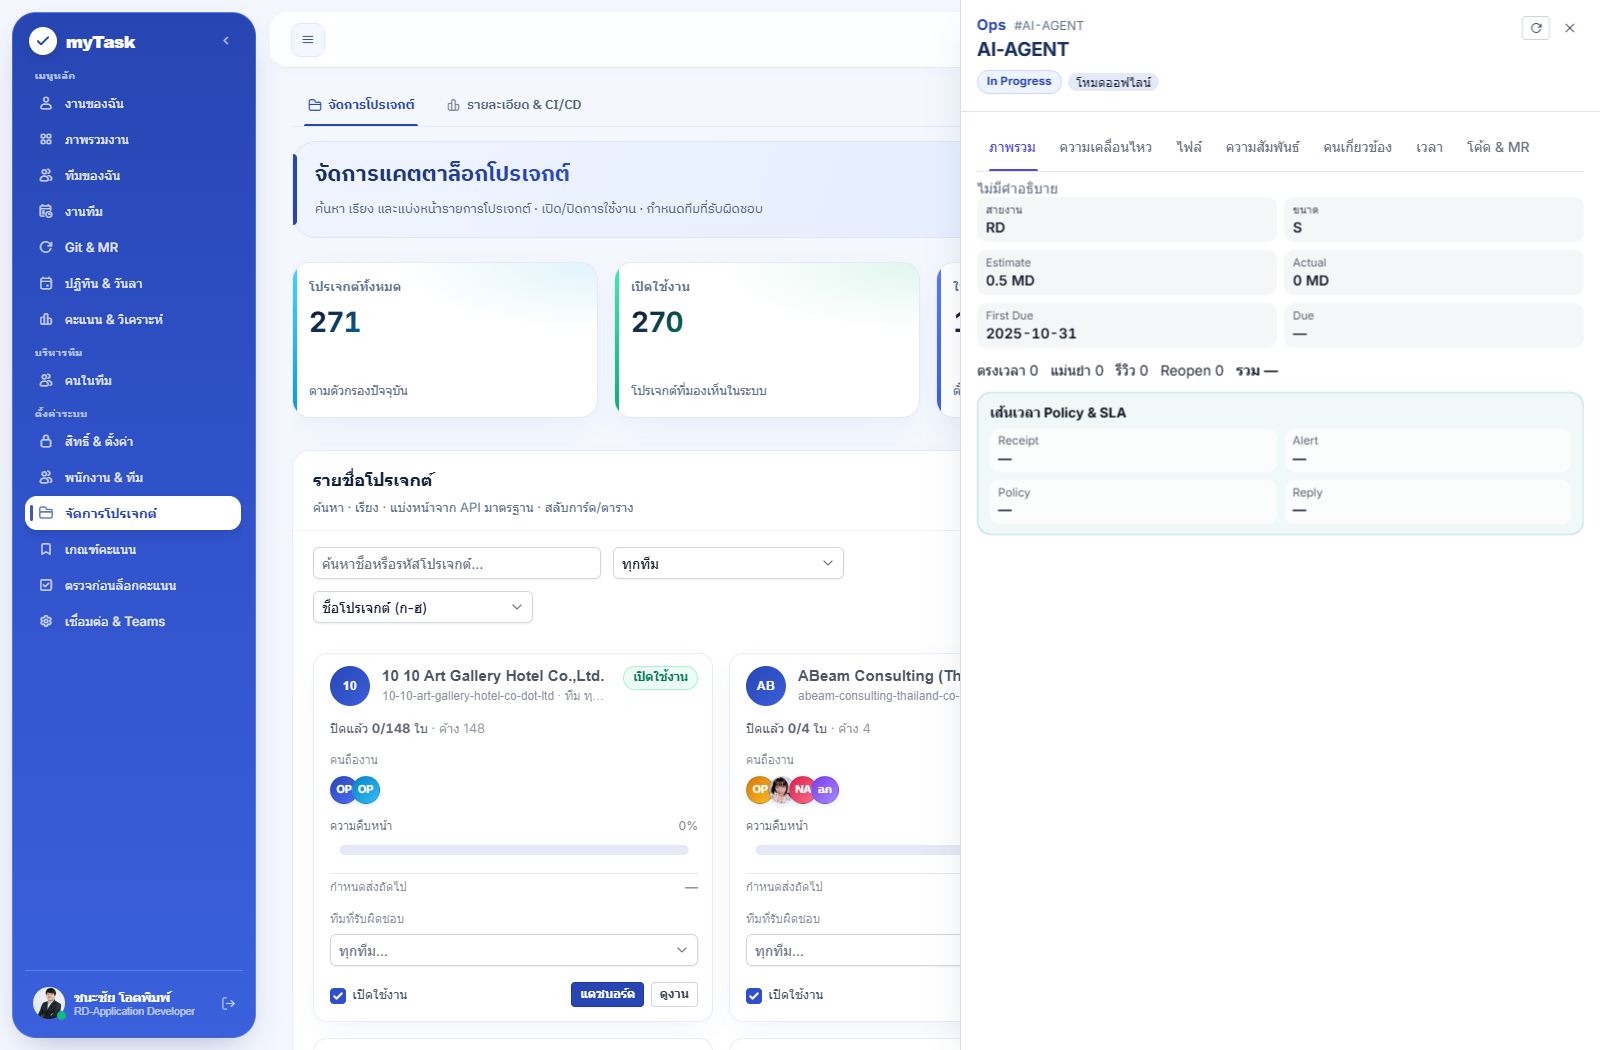 myTask
เมนูหลัก
งานของฉัน
ภาพรวมงาน
ทีมของฉัน
งานทีม
Git & MR
ปฏิทิน & วันลา
คะแนน & วิเคราะห์
บริหารทีม
คนในทีม
ตั้งค่าระบบ
สิทธิ์ & ตั้งค่า
พนักงาน & ทีม
จัดการโปรเจกต์
เกณฑ์คะแนน
ตรวจก่อนล็อกคะแนน
เชื่อมต่อ & Teams
ชนะชัย โอตพิมพ์
RD-Application Developer
จัดการโปรเจกต์
รายละเอียด & CI/CD
จัดการแคตตาล็อกโปรเจกต์
ค้นหา เรียง และแบ่งหน้ารายการโปรเจกต์ · เปิด/ปิดการใช้งาน · กำหนดทีมที่รับผิดชอบ
โปรเจกต์ทั้งหมด
271
ตามตัวกรองปัจจุบัน
เปิดใช้งาน
270
โปรเจกต์ที่มองเห็นในระบบ
รายชื่อโปรเจกต์
ค้นหา · เรียง · แบ่งหน้าจาก API มาตรฐาน · สลับการ์ด/ตาราง
ค้นหาชื่อหรือรหัสโปรเจกต์...
ทุกทีม
ชื่อโปรเจกต์ (ก-ฮ)
10
10 10 Art Gallery Hotel Co.,Ltd.
10-10-art-gallery-hotel-co-dot-ltd · ทีม ทุ...
เปิดใช้งาน
ปิดแล้ว 0/148 ใบ · ค้าง 148
คนถืองาน
OP OP
ความคืบหน้า
0%
กำหนดส่งถัดไป
—
ทีมที่รับผิดชอบ
ทุกทีม...
เปิดใช้งาน
แดชบอร์ด
ดูงาน
AB
ABeam Consulting (Th
abeam-consulting-thailand-co-
ปิดแล้ว 0/4 ใบ · ค้าง 4
คนถืองาน
OP NA อภ
ความคืบหน้า
กำหนดส่งถัดไป
ทีมที่รับผิดชอบ
ทุกทีม...
เปิดใช้งาน
Ops #AI-AGENT
AI-AGENT
In Progress
โหมดออฟไลน์
ภาพรวม
ความเคลื่อนไหว
ไฟล์
ความสัมพันธ์
คนเกี่ยวข้อง
เวลา
โค้ด & MR
ไม่มีคำอธิบาย
สายงาน
RD
ขนาด
S
Estimate
0.5 MD
Actual
0 MD
First Due
2025-10-31
Due
—
ตรงเวลา 0 แม่นยำ 0 รีวิว 0 Reopen 0 รวม —
เส้นเวลา Policy & SLA
Receipt
—
Alert
—
Policy
—
Reply
—